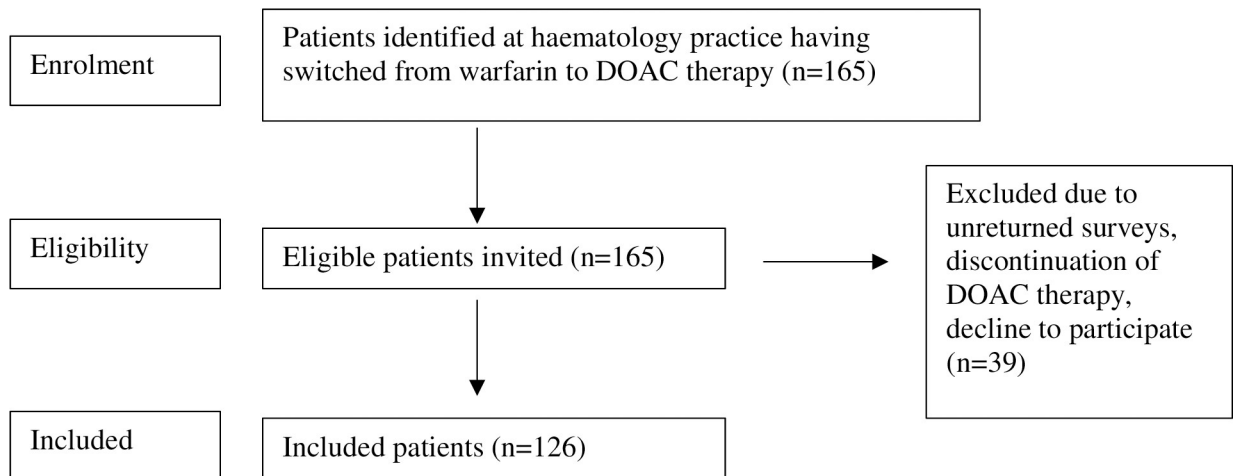 Enrolment
Patients identified at haematology practice having
switched from warfarin to DOAC therapy (n=165)
Eligibility
Eligible patients invited (n=165)
Excluded due to
unreturned surveys,
discontinuation of
DOAC therapy,
decline to participate
(n=39)
Included
Included patients (n=126)